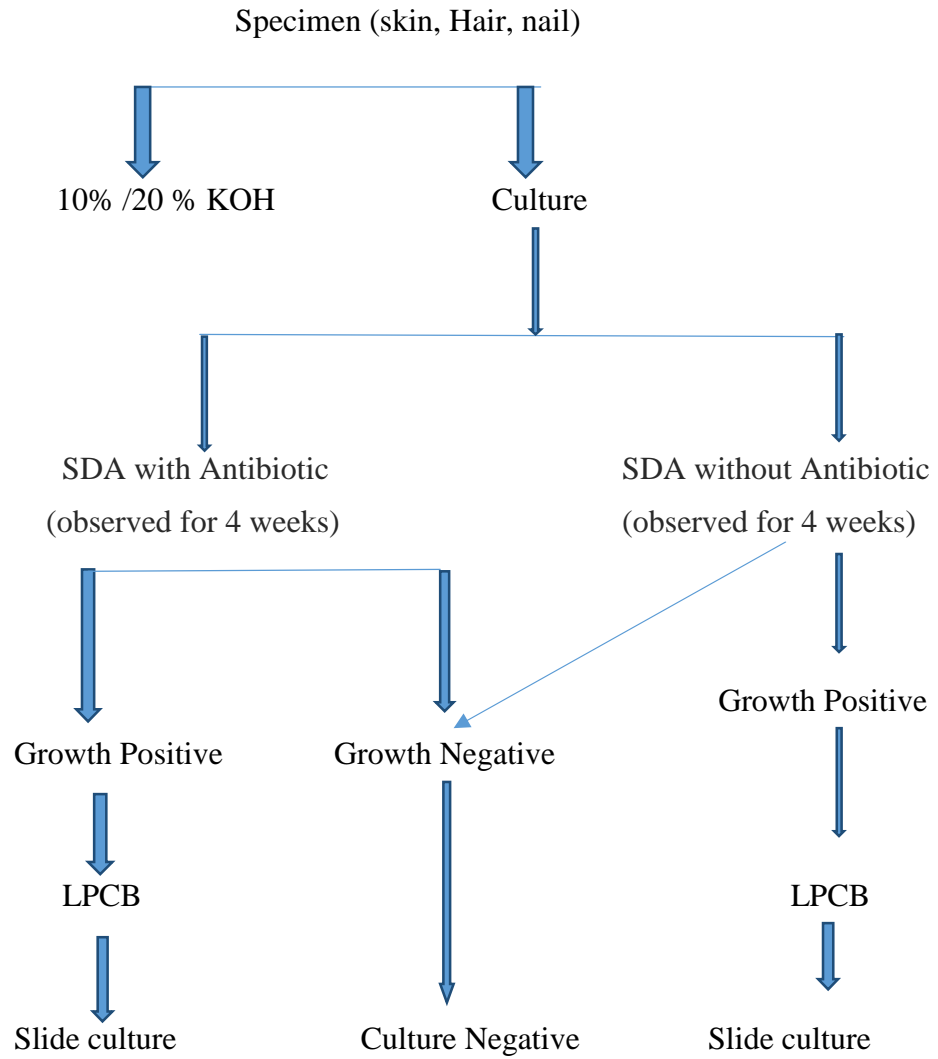 Specimen (skin, Hair, nail)
10% /20 % KOH
Culture
SDA with Antibiotic
(observed for 4 weeks)
SDA without Antibiotic
(observed for 4 weeks)
Growth Positive
Growth Positive
Growth Negative
LPCB
LPCB
Slide culture
Culture Negative
Slide culture